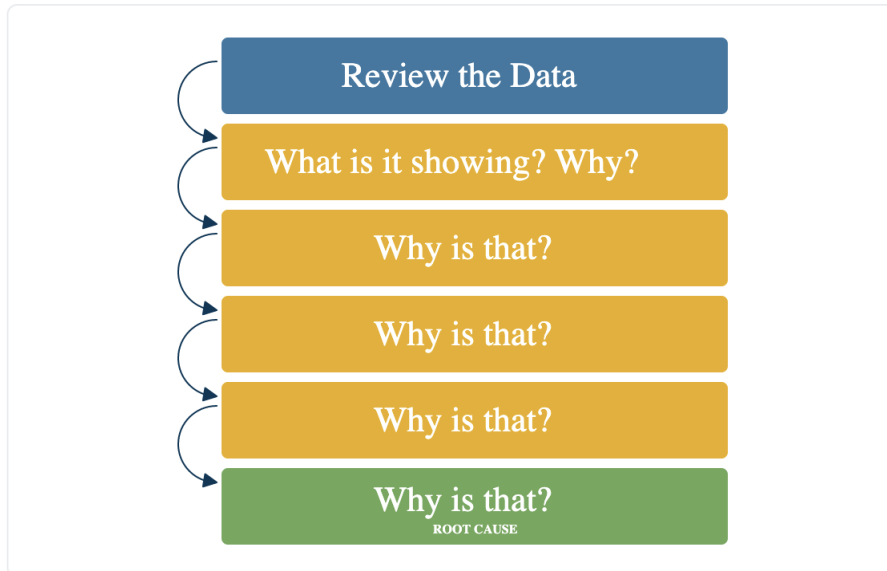 Review the Data
What is it showing? Why?
Why is that?
Why is that?
Why is that?
Why is that?
ROOT CAUSE